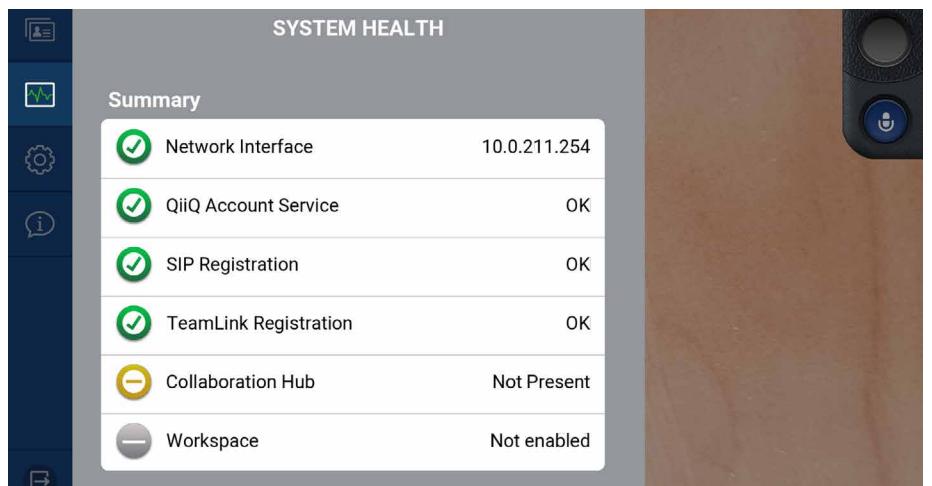 SYSTEM HEALTH
Summary
Network Interface 10.0.211.254
QiiQ Account Service OK
SIP Registration OK
TeamLink Registration OK
Collaboration Hub Not Present
Workspace Not enabled